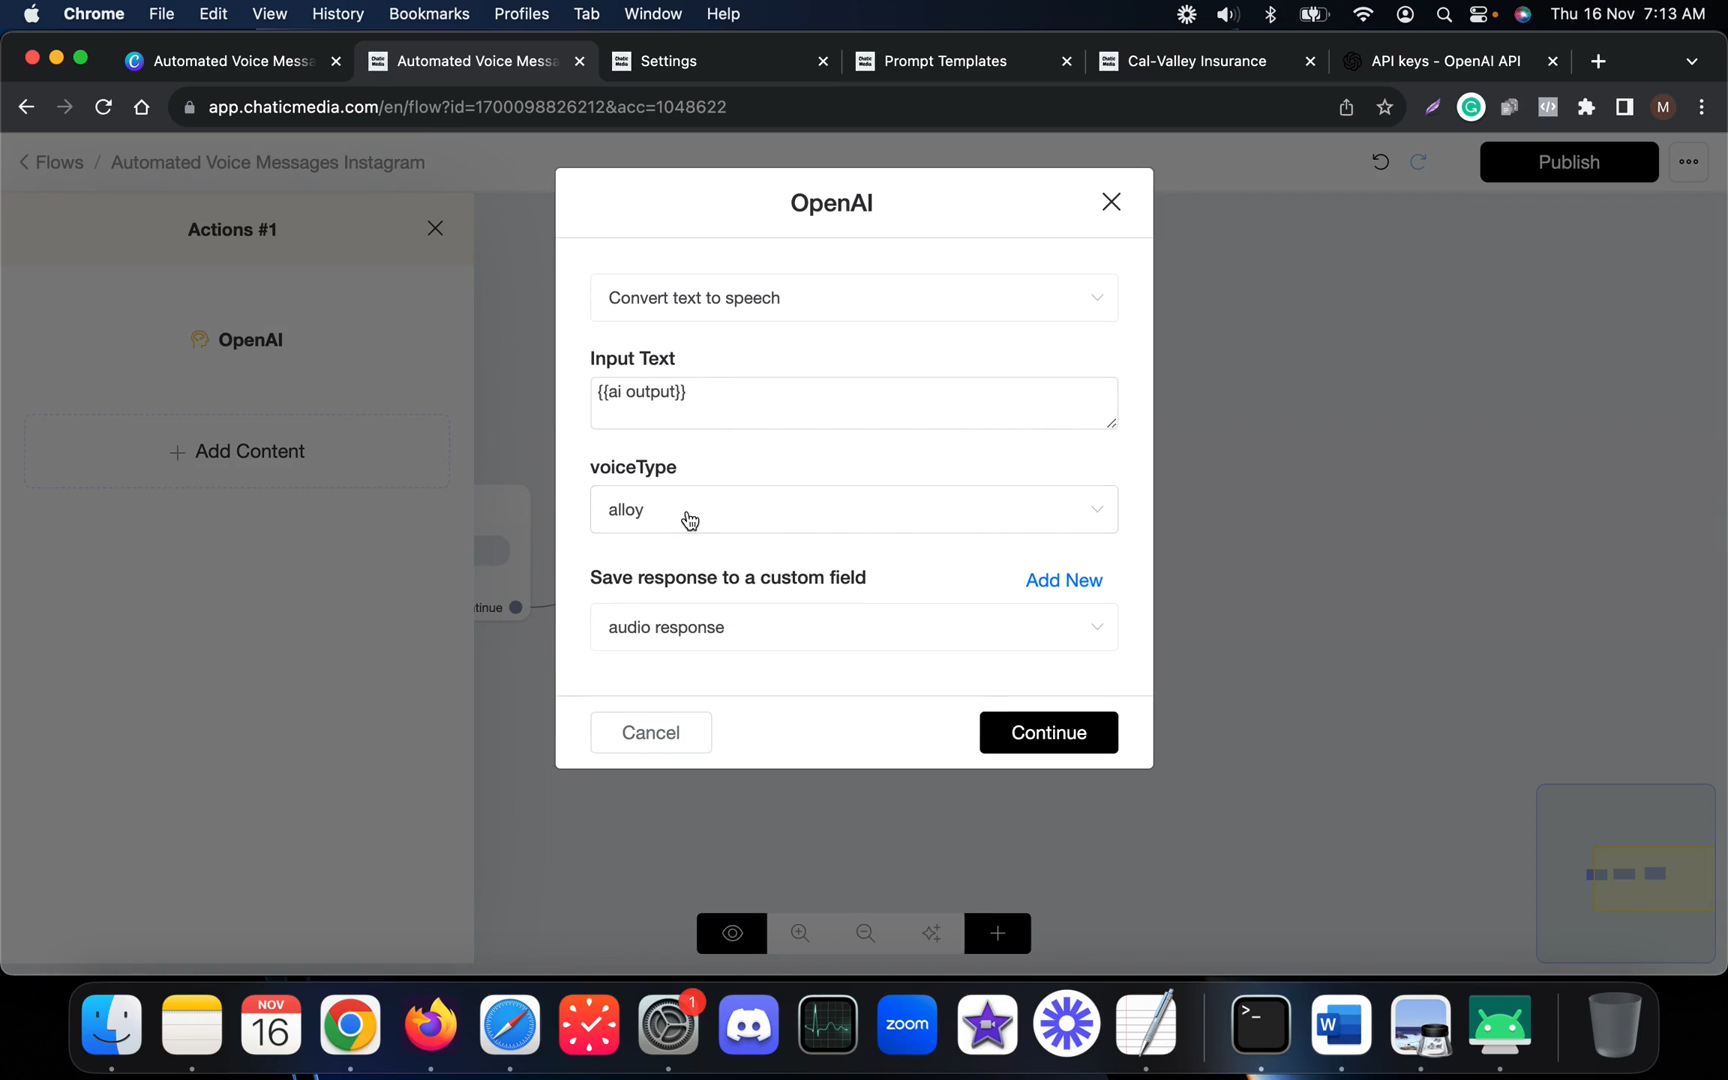 Chrome File Edit View History Bookmarks Profiles Tab Window Help Thu 16 Nov 7:13 AM
Automated Voice Messa Automated Voice Messa Settings Prompt Templates Cal-Valley Insurance API keys - OpenAI API
app.chaticmedia.com/en/flow?id=1700098826212&acc=1048622 M
Flows / Automated Voice Messages Instagram Publish
OpenAI
Actions #1
Convert text to speech
OpenAI
Input Text
{{ai output}}
Add Content
voiceType
alloy
Save response to a custom field Add New
tinue
audio response
Cancel Continue
NOV
16
1
zoom
W